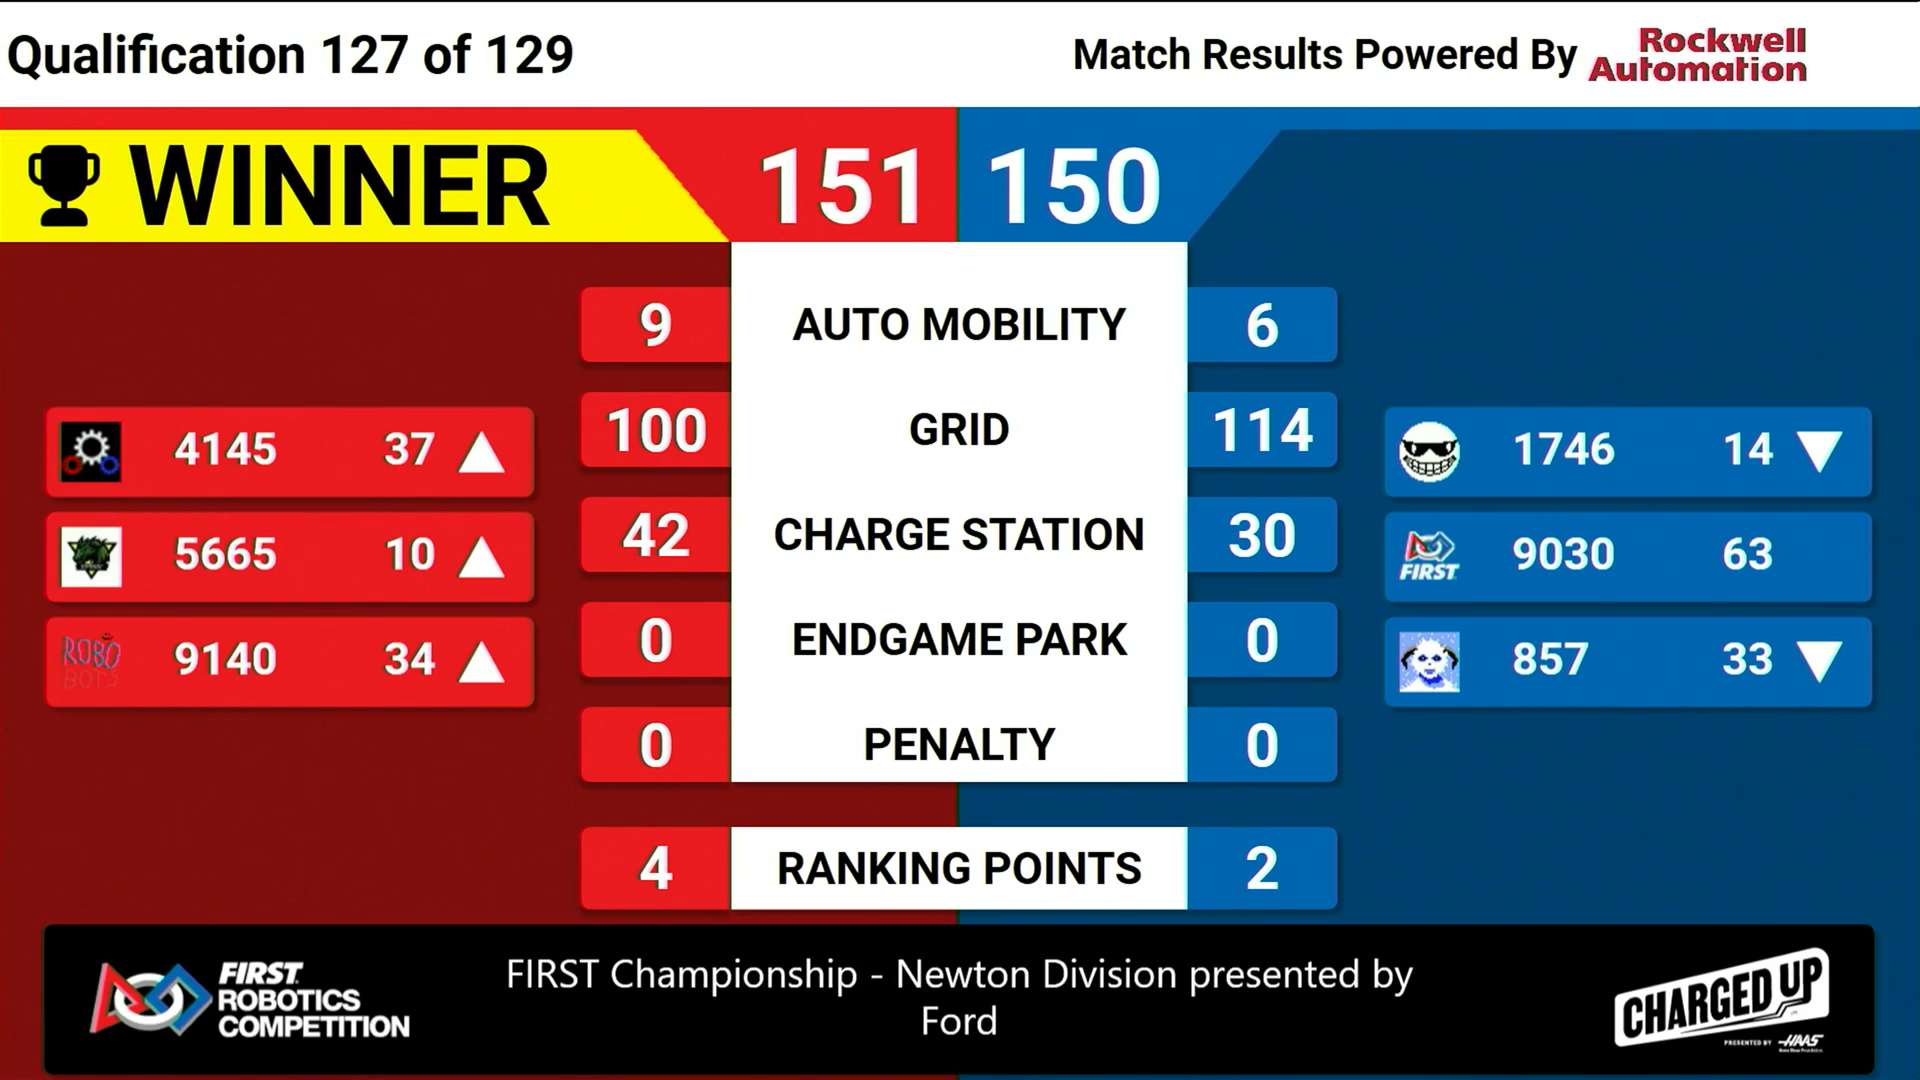 Qualification 127 of 129
Match Results Powered By
Rockwell
Automation
WINNER
151
150
9
AUTO MOBILITY
6
100
GRID
114
42
CHARGE STATION
30
0
ENDGAME PARK
0
0
PENALTY
0
4
RANKING POINTS
2
4145 37
5665 10
ROBO
BOTS
9140 34
1746 14
FIRST
9030 63
857 33
FIRST
ROBOTICS
COMPETITION
FIRST Championship - Newton Division presented by
Ford
CHARGED UP
PRESENTED BY HAAS